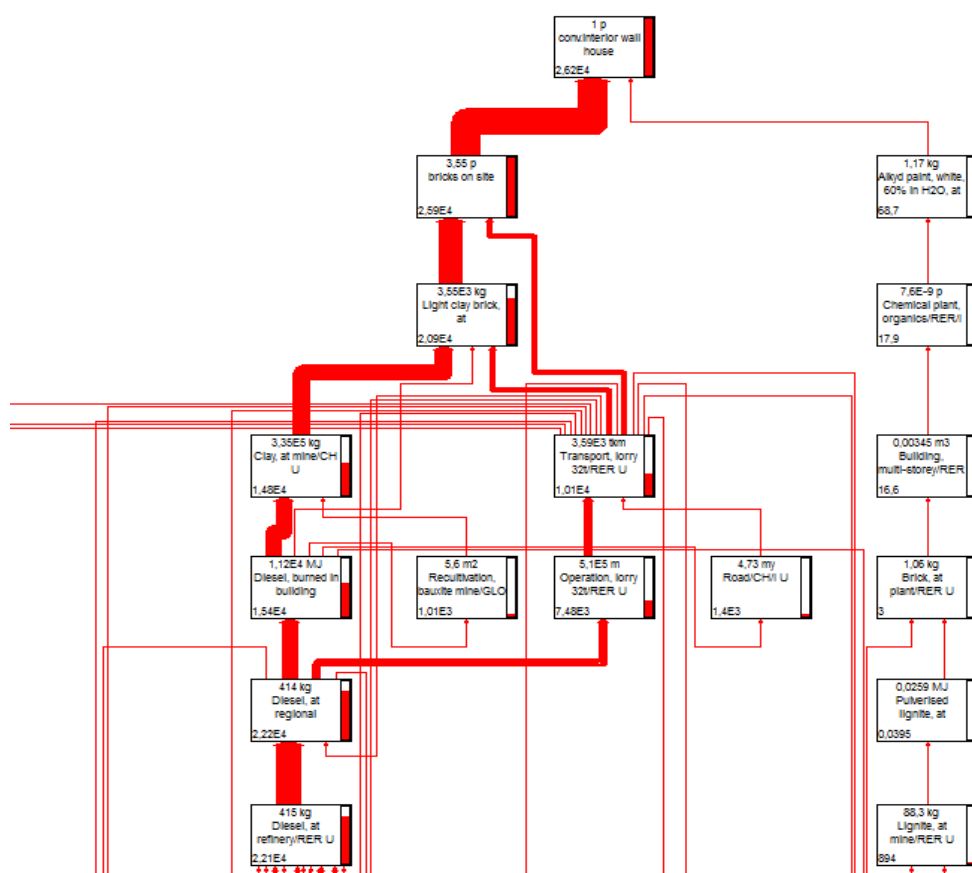 1 p
conv.interior wall
house
2,62E4
3,55 p
bricks on site
2,59E4
1,17 kg
Alkyd paint, white,
60% in H2O, at
68,7
3,55E3 kg
Light clay brick,
at
2,09E4
7,6E-9 p
Chemical plant,
organics/RER/I
17,9
3,35E5 kg
Clay, at mine/CH
U
1,48E4
3,59E3 tkm
Transport, lorry
32t/RER U
1,01E4
0,00345 m3
Building,
multi-storey/RER
16,6
1,12E4 MJ
Diesel, burned in
building
1,54E4
5,6 m2
Recultivation,
bauxite mine/GLO
1,01E3
5,1E5 m
Operation, lorry
32t/RER U
7,48E3
4,73 my
Road/CH/I U
1,4E3
1,06 kg
Brick, at
plant/RER U
3
414 kg
Diesel, at
regional
2,22E4
0,0259 MJ
Pulverised
lignite, at
0,0395
415 kg
Diesel, at
refinery/RER U
2,21E4
88,3 kg
Lignite, at
mine/RER U
894